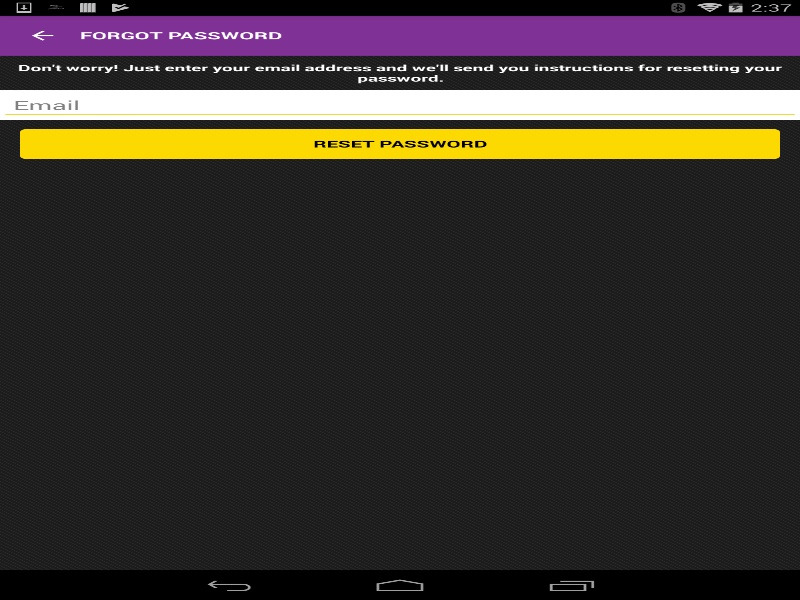 2:37
FORGOT PASSWORD
Don't worry! Just enter your email address and we'll send you instructions for resetting your
password.
Email
RESET PASSWORD